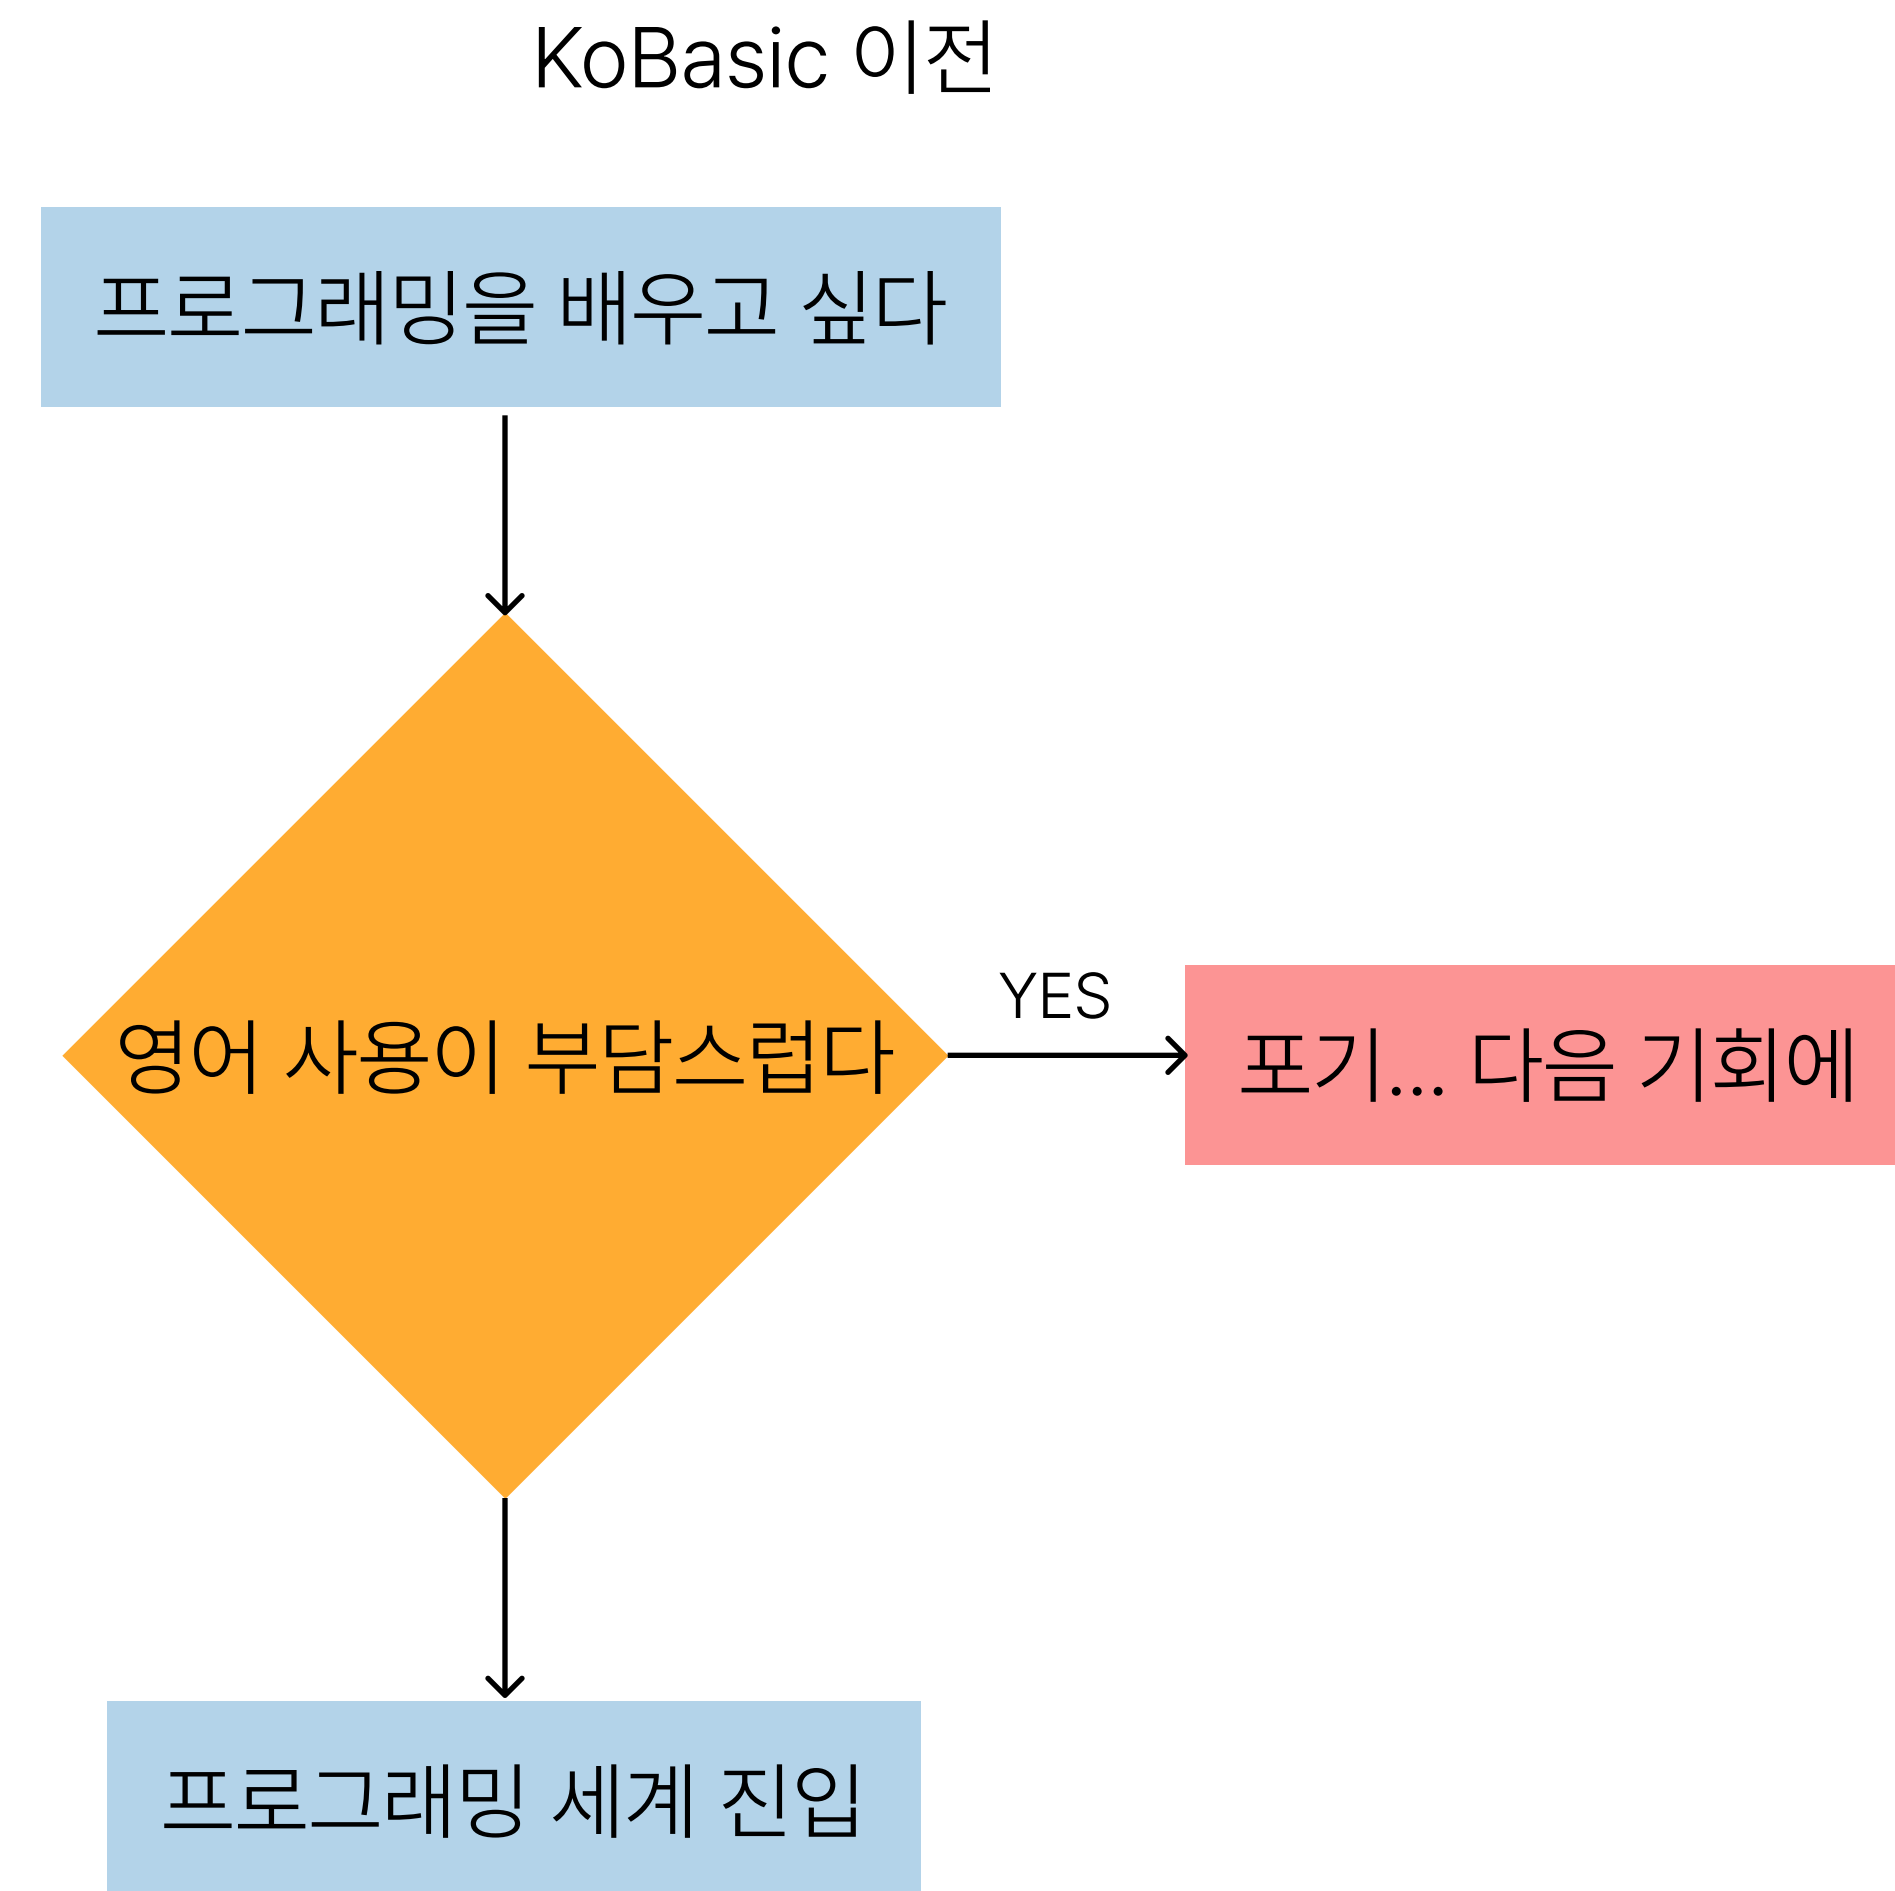 KoBasic 이전
프로그래밍을 배우고 싶다
영어 사용이 부담스럽다
YES
포기... 다음 기회에
프로그래밍 세계 진입